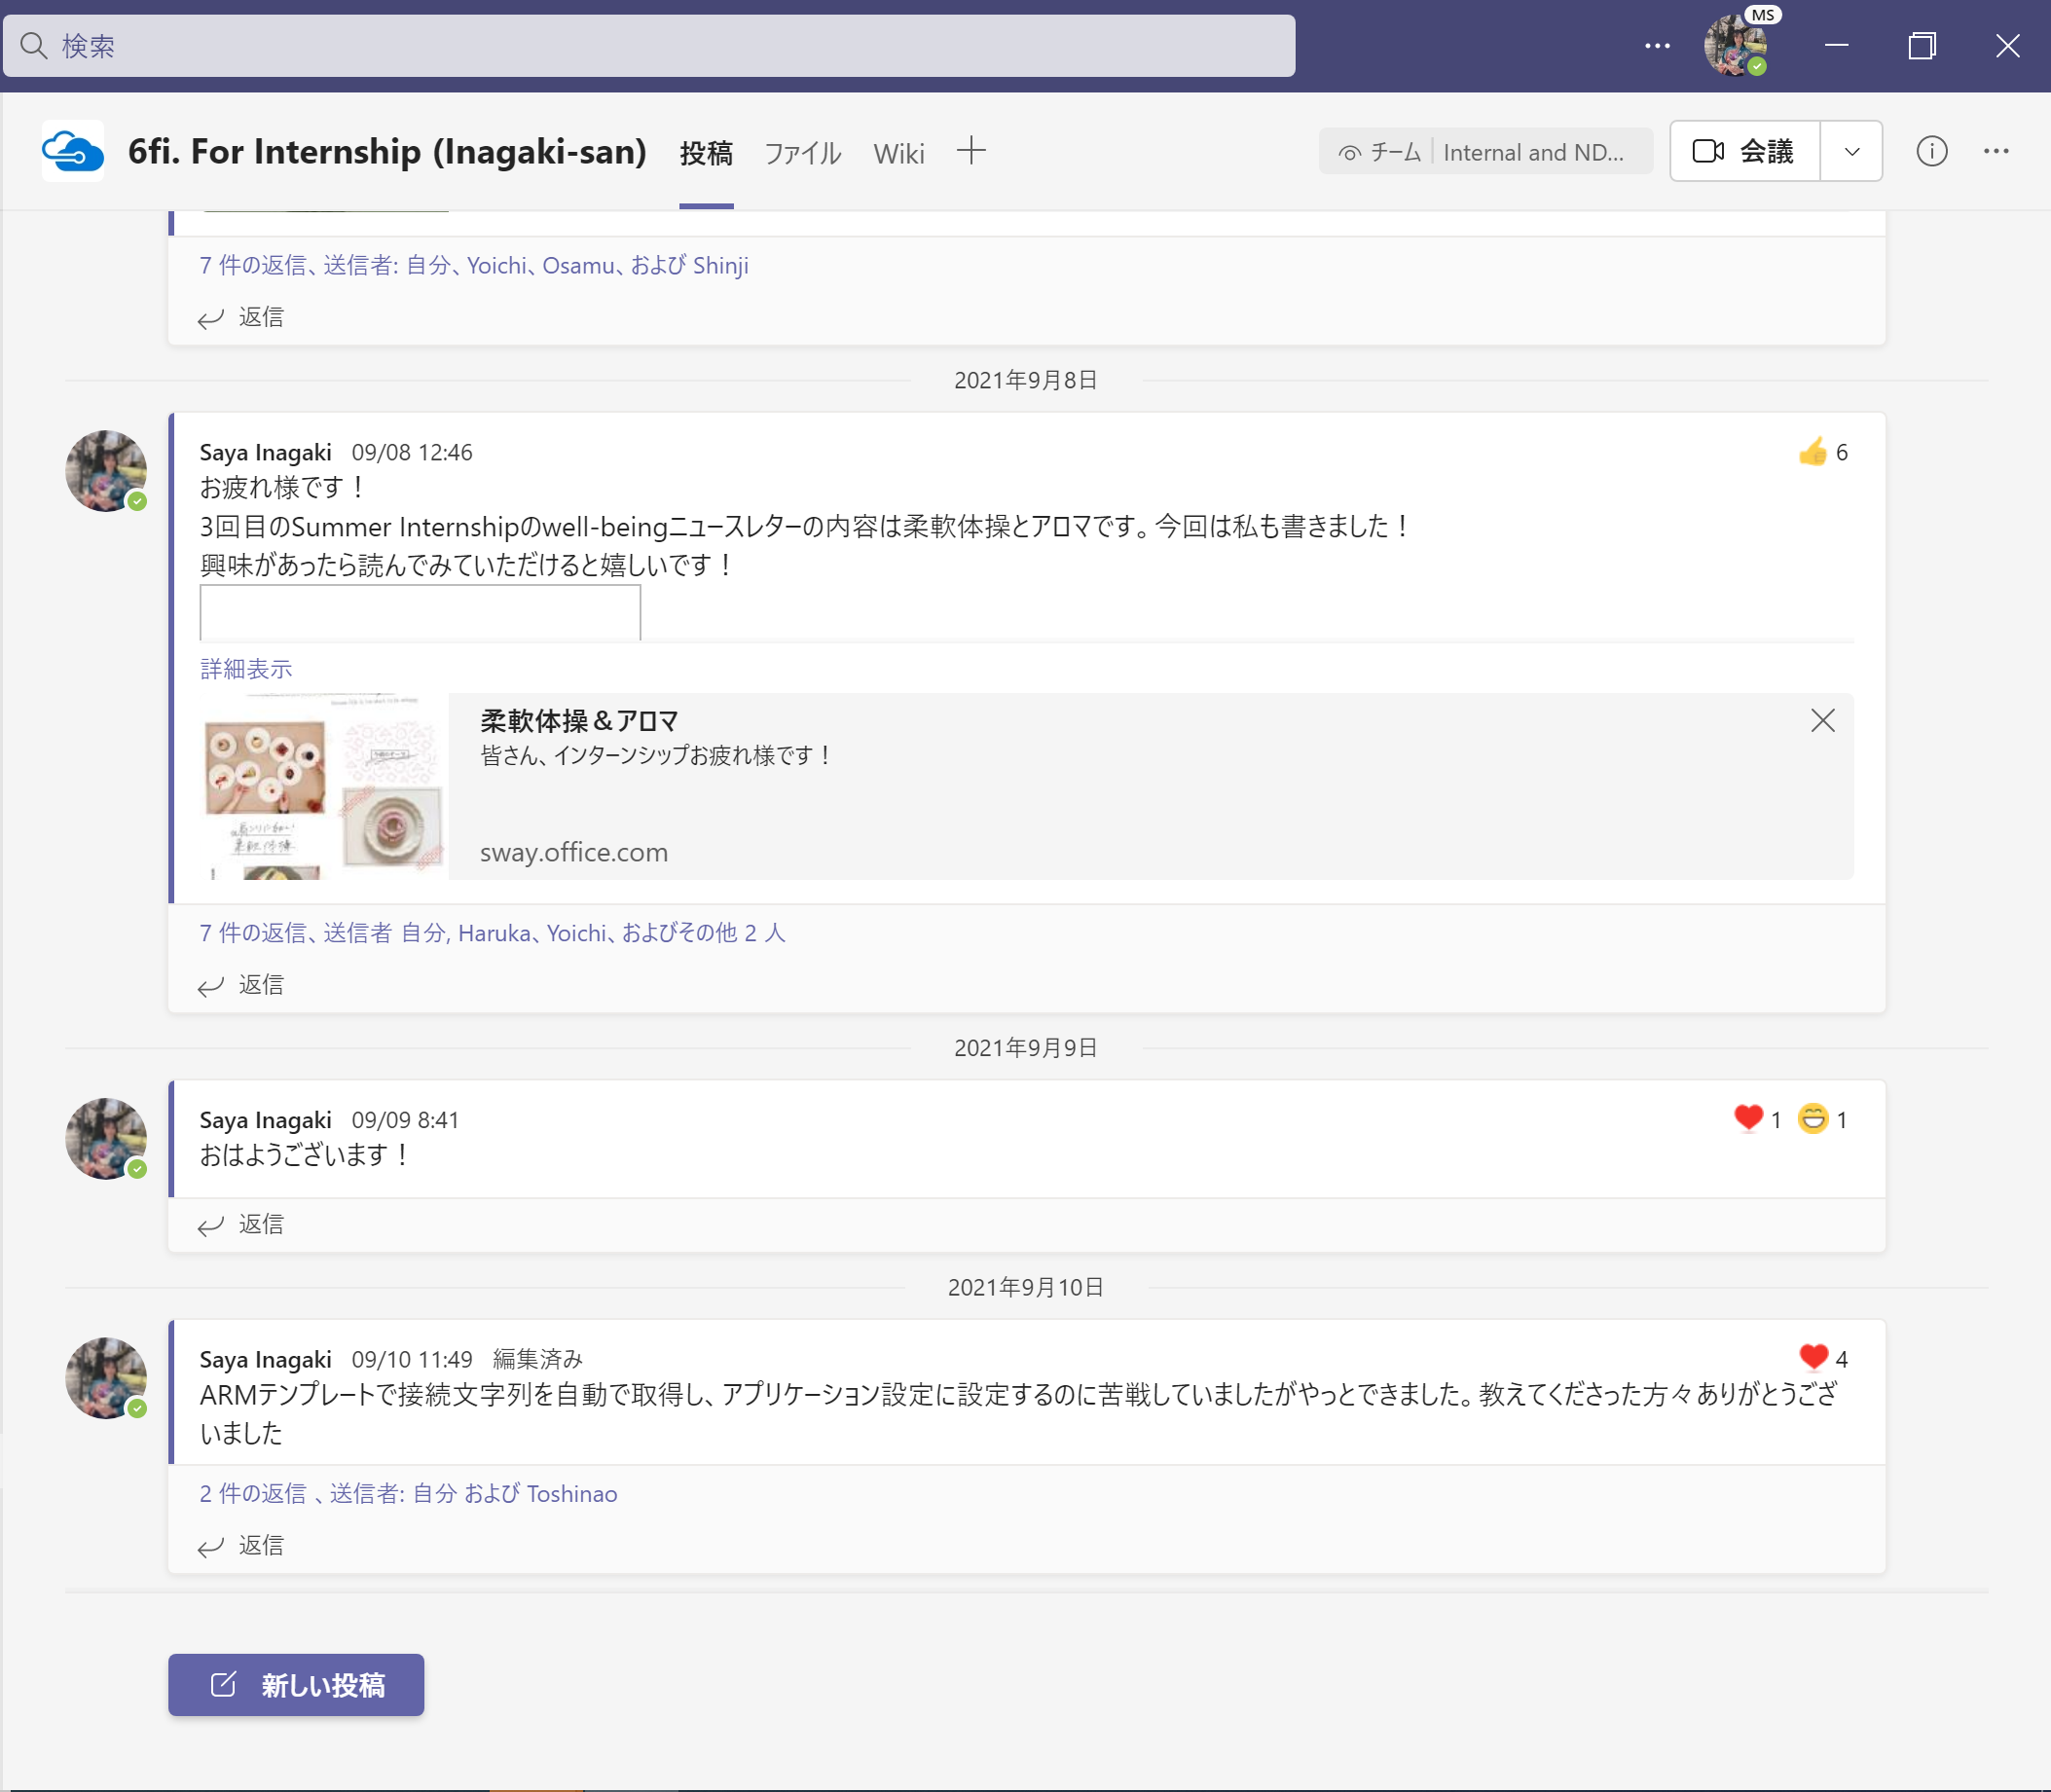 検索
MS
6fi. For Internship (Inagaki-san)
投稿
ファイル
Wiki
チーム
Internal and ND...
会議
7 件の返信、送信者: 自分、Yoichi、Osamu、および Shinji
返信
2021年9月8日
Saya Inagaki 09/08 12:46
6
お疲れ様です！
3回目のSummer Internshipのwell-beingニュースレターの内容は柔軟体操とアロマです。今回は私も書きました！
興味があったら読んでみていただけると嬉しいです！
詳細表示
柔軟体操＆アロマ
皆さん、インターンシップお疲れ様です！
sway.office.com
7 件の返信、送信者 自分, Haruka、Yoichi、およびその他 2 人
返信
2021年9月9日
Saya Inagaki 09/09 8:41
1 1
おはようございます！
返信
2021年9月10日
Saya Inagaki 09/10 11:49 編集済み
4
ARMテンプレートで接続文字列を自動で取得し、アプリケーション設定に設定するのに苦戦していましたがやっとできました。教えてくださった方々ありがとうござ
いました
2 件の返信 、送信者: 自分 および Toshinao
返信
新しい投稿